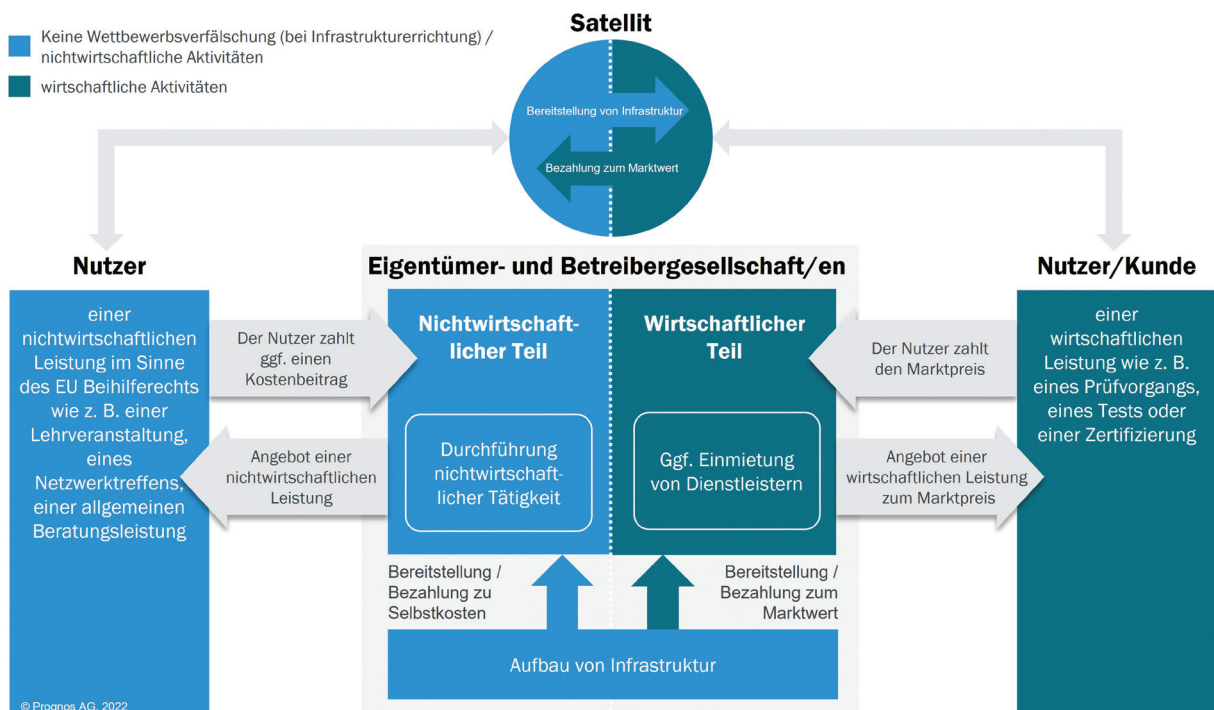 Keine Wettbewerbsverfälschung (bei Infrastrukturerrichtung) /
nichtwirtschaftliche Aktivitäten
wirtschaftliche Aktivitäten
Satellit
Bereitstellung von Infrastruktur
Bezahlung zum Marktwert
Nutzer
einer
nichtwirtschaftlichen
Leistung im Sinne
des EU Beihilferechts
wie z. B. einer
Lehrveranstaltung,
eines
Netzwerktreffens,
einer allgemeinen
Beratungsleistung
Der Nutzer zahlt
ggf. einen
Kostenbeitrag
Angebot einer
nichtwirtschaftlichen
Leistung
Eigentümer- und Betreibergesellschaft/en
Nichtwirtschaft-
licher Teil
Durchführung
nichtwirtschaft-
licher Tätigkeit
Wirtschaftlicher
Teil
Ggf. Einmietung
von Dienstleistern
Bereitstellung /
Bezahlung zu
Selbstkosten
Bereitstellung /
Bezahlung zum
Marktwert
Aufbau von Infrastruktur
Der Nutzer zahlt
den Marktpreis
Angebot einer
wirtschaftlichen Leistung
zum Marktpreis
Nutzer/Kunde
einer
wirtschaftlichen
Leistung wie z. B.
eines Prüfvorgangs,
eines Tests oder
einer Zertifizierung
© Prognos AG, 2022